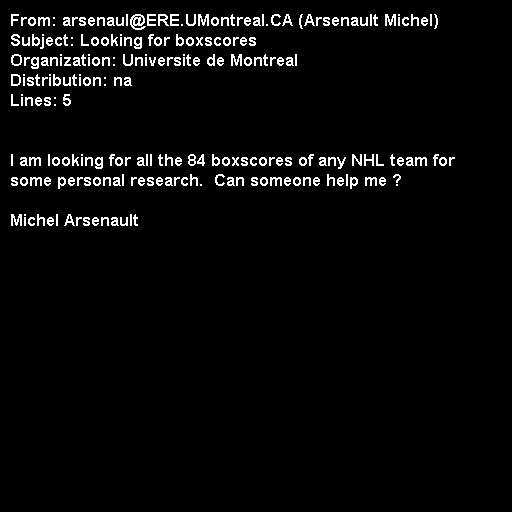 From: arsenaul@ERE.UMontreal.CA (Arsenault Michel)
Subject: Looking for boxscores
Organization: Universite de Montreal
Distribution: na
Lines: 5
I am looking for all the 84 boxscores of any NHL team for
some personal research.  Can someone help me ?
Michel Arsenault